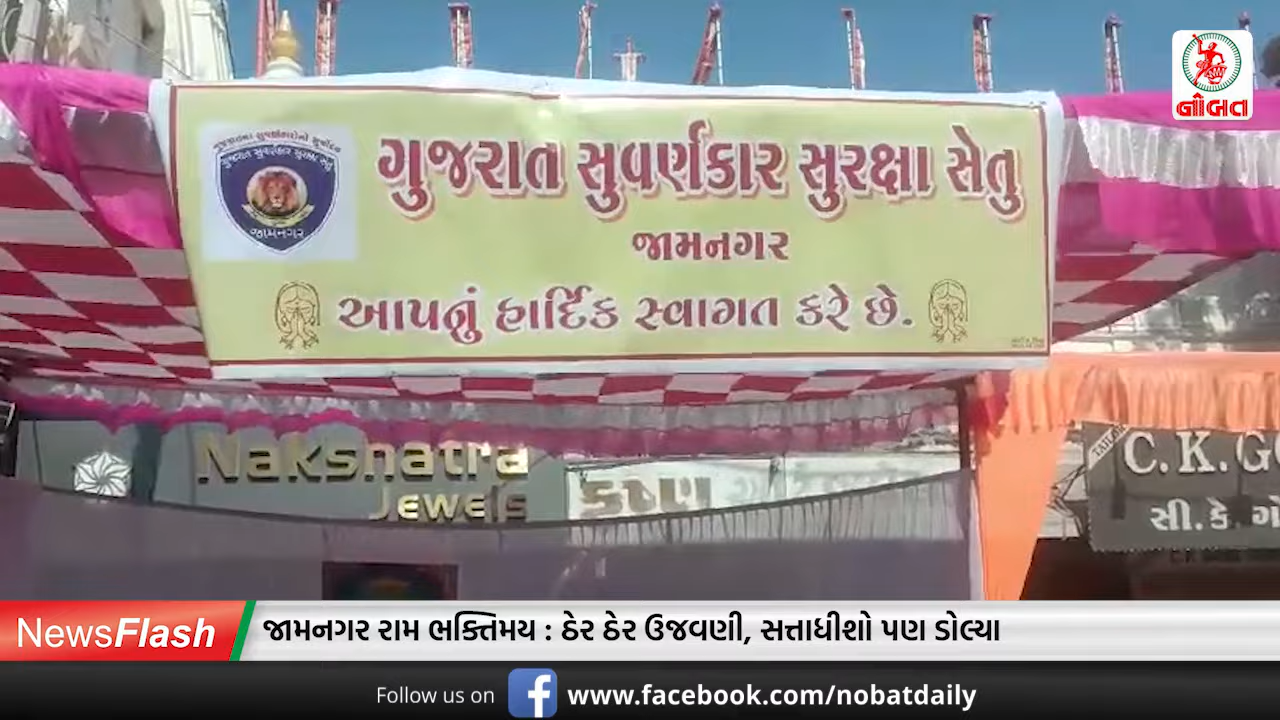 નોબત
ગુજરાત સુવર્ણકાર સુરક્ષા સેતુ
જામનગર
જામનગર
આપનું હાર્દિક સ્વાગત કરે છે.
Nakshatra
Jewels
C. K. G
સી. કે. ગો
NewsFlash
જામનગર રામ ભક્તિમય : ઠેર ઠેર ઉજવણી, સત્તાધીશો પણ ડોલ્યા
Follow us on
www.facebook.com/nobatdaily